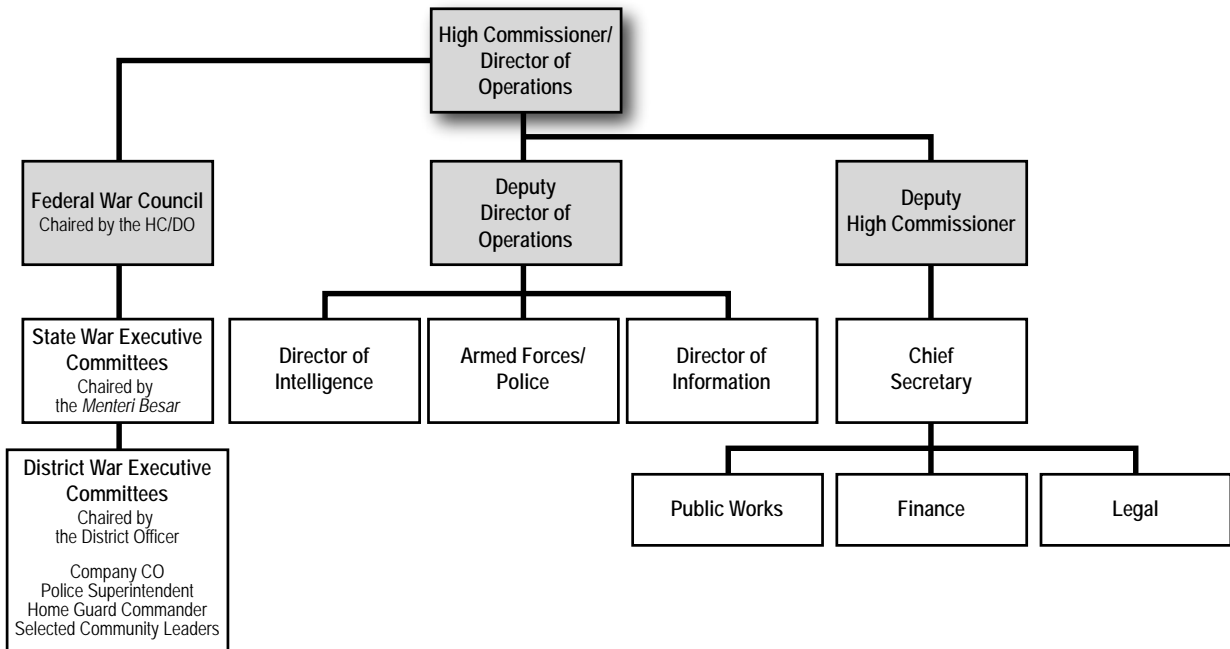 High Commissioner/
Director of
Operations
Federal War Council
Chaired by the HC/DO
Deputy
Director of
Operations
Deputy
High Commissioner
State War Executive
Committees
Chaired by
the Menteri Besar
Director of
Intelligence
Armed Forces/
Police
Director of
Information
Chief
Secretary
District War Executive
Committees
Chaired by
the District Officer
Company CO
Police Superintendent
Home Guard Commander
Selected Community Leaders
Public Works
Finance
Legal